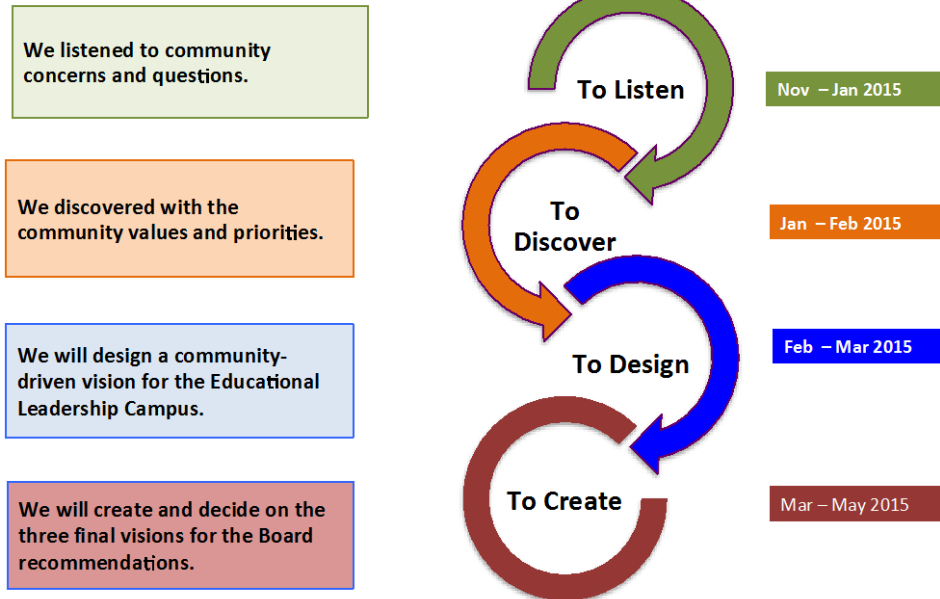 We listened to community
concerns and questions.
To Listen
Nov – Jan 2015
We discovered with the
community values and priorities.
To
Discover
Jan – Feb 2015
We will design a community-
driven vision for the Educational
Leadership Campus.
To Design
Feb – Mar 2015
We will create and decide on the
three final visions for the Board
recommendations.
To Create
Mar – May 2015